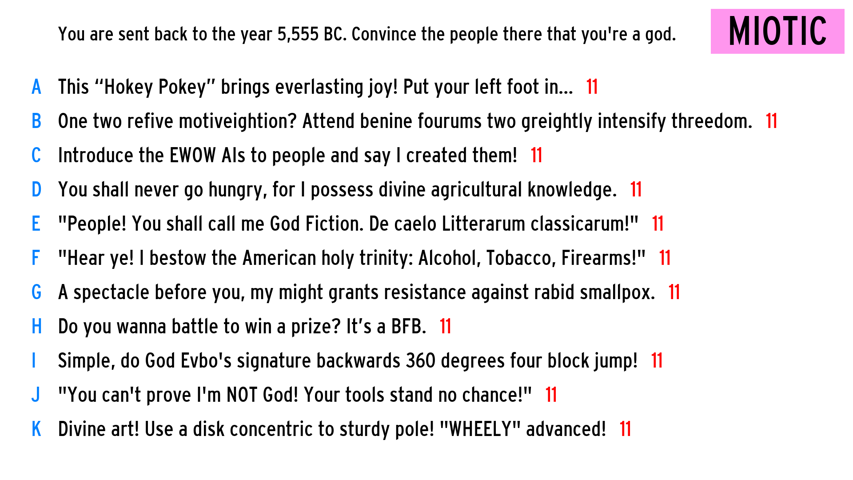 You are sent back to the year 5,555 BC. Convince the people there that you're a god.
MIOTIC
A This “Hokey Pokey” brings everlasting joy! Put your left foot in... 11
B One two refive motiveightion? Attend benine fourums two greightly intensify threedom. 11
C Introduce the EWOW AIs to people and say I created them! 11
D You shall never go hungry, for I possess divine agricultural knowledge. 11
E "People! You shall call me God Fiction. De caelo Litterarum classicarum!" 11
F "Hear ye! I bestow the American holy trinity: Alcohol, Tobacco, Firearms!" 11
G A spectacle before you, my might grants resistance against rabid smallpox. 11
H Do you wanna battle to win a prize? It’s a BFB. 11
I Simple, do God Evbo's signature backwards 360 degrees four block jump! 11
J "You can't prove I'm NOT God! Your tools stand no chance!" 11
K Divine art! Use a disk concentric to sturdy pole! "WHEELY" advanced! 11